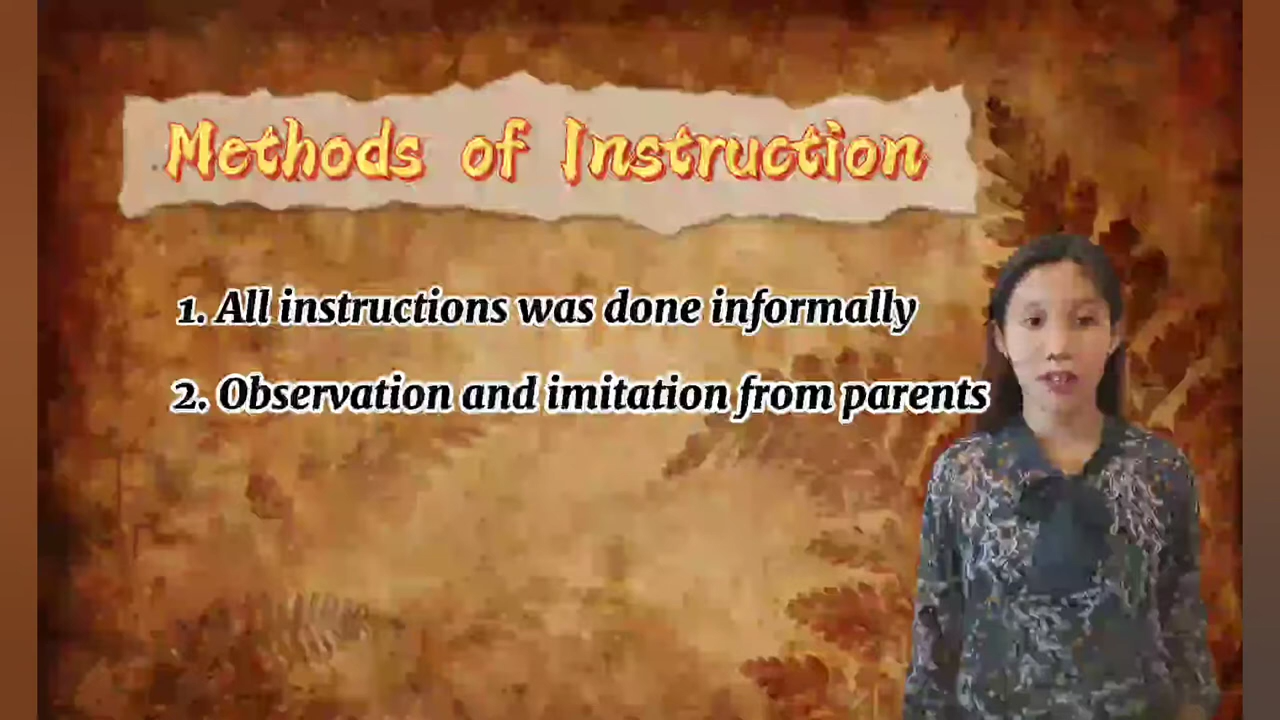 Methods of Instruction
1. All instructions was done informally
2. Observation and imitation from parents